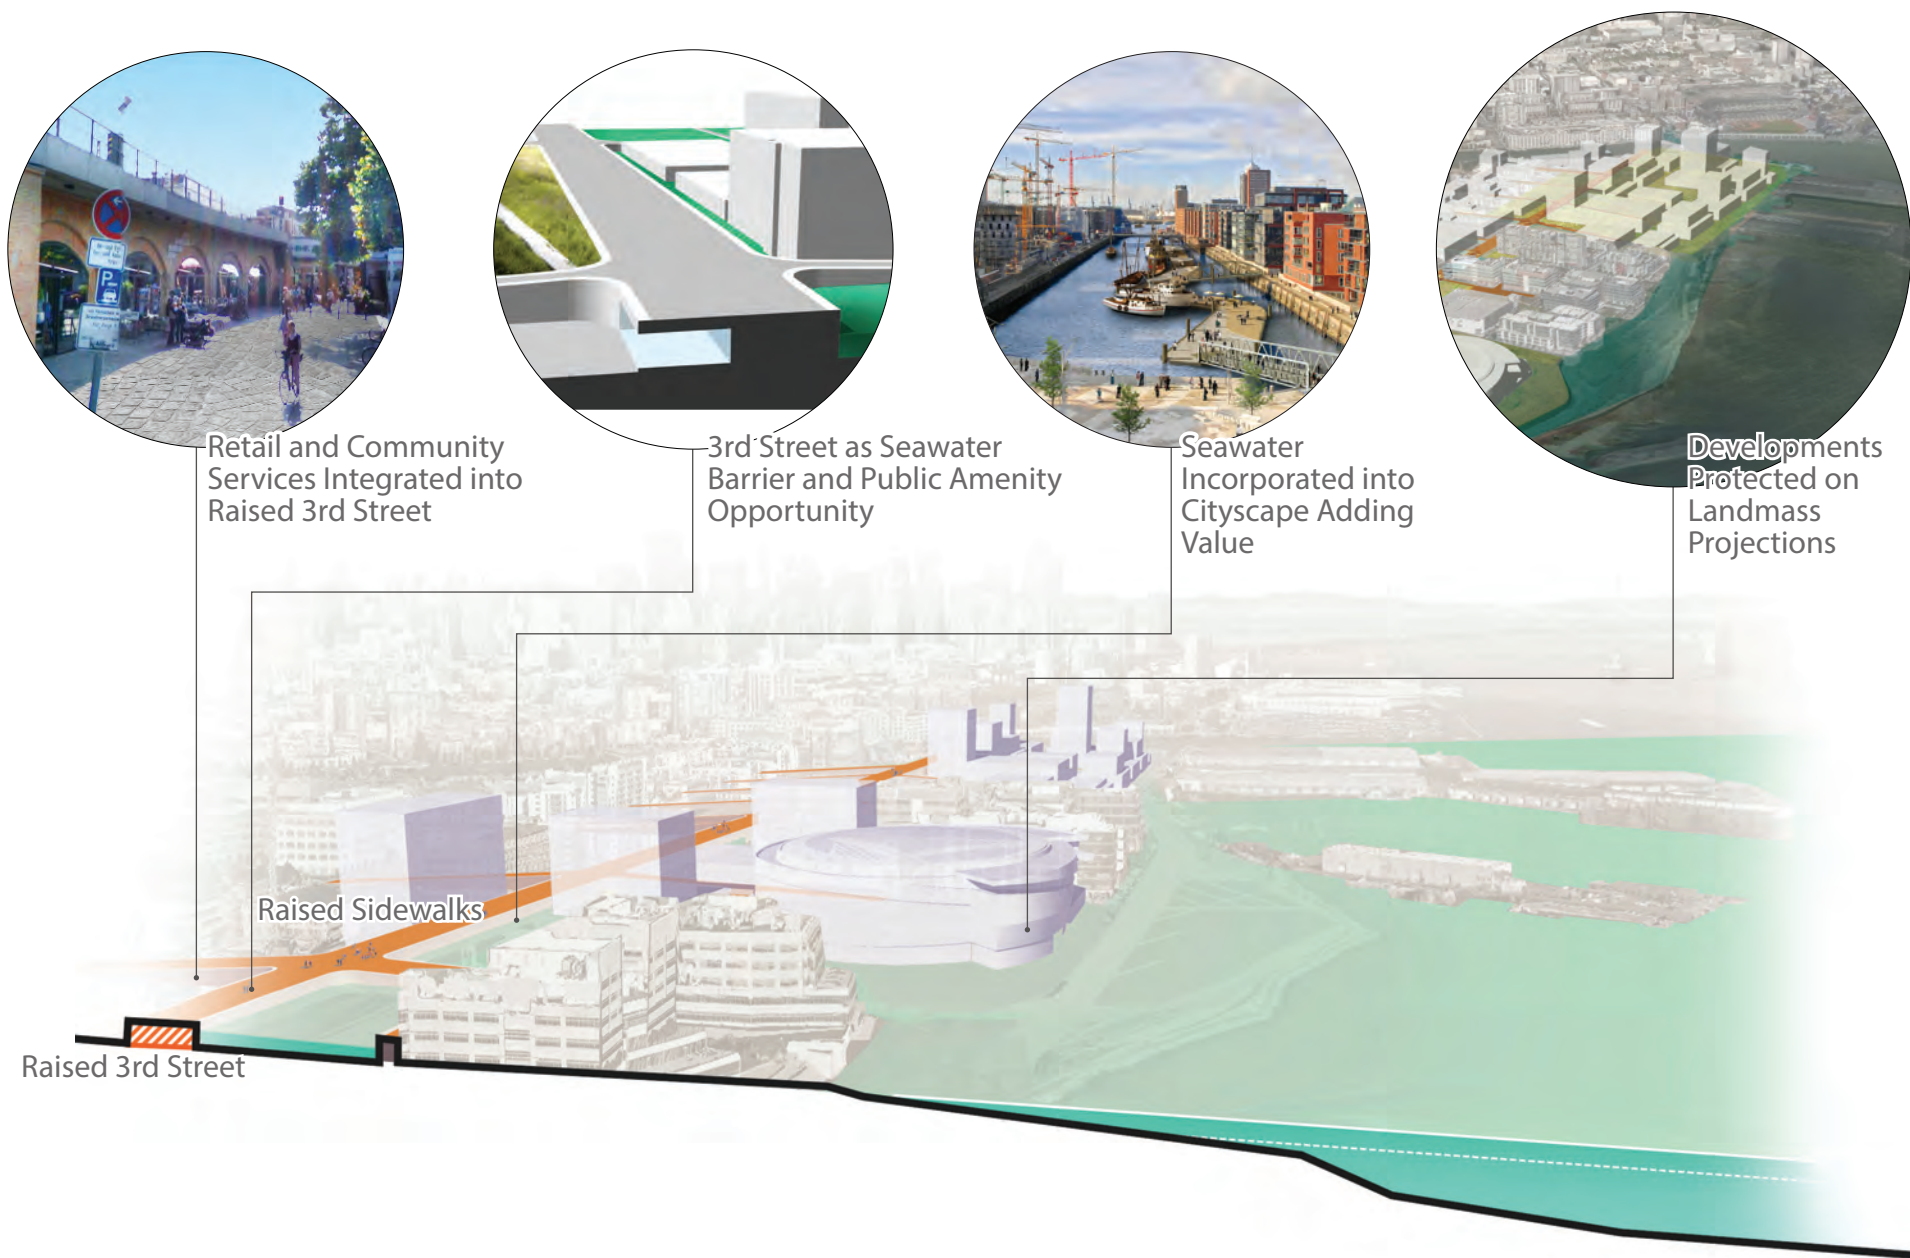 Retail and Community
Services Integrated into
Raised 3rd Street
3rd Street as Seawater
Barrier and Public Amenity
Opportunity
Seawater
Incorporated into
Cityscape Adding
Value
Developments
Protected on
Landmass
Projections
Raised Sidewalks
Raised 3rd Street
P